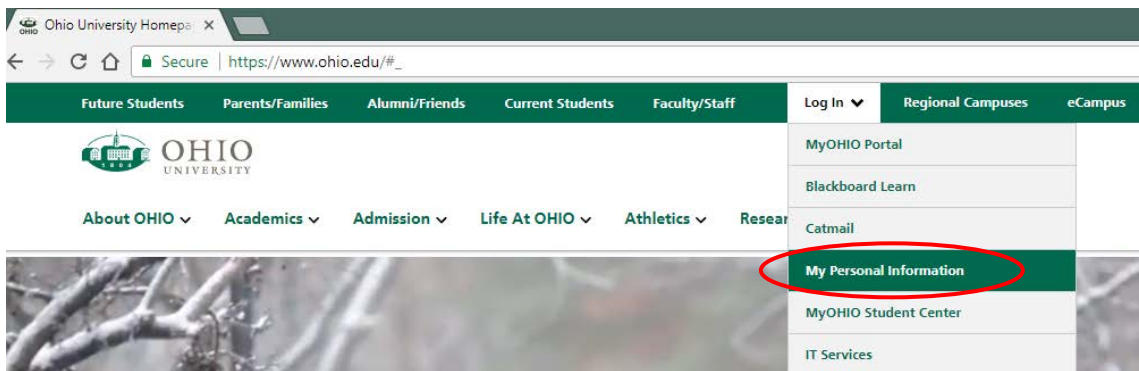 OHIO
Ohio University Homepa
Secure | https://www.ohio.edu/#_
Future Students Parents/Families Alumni/Friends Current Students Faculty/Staff Log In Regional Campuses eCampus
MyOHIO Portal
1804
OHIO
UNIVERSITY
Blackboard Learn
About OHIO Academics Admission Life At OHIO Athletics Resear
Catmail
My Personal Information
MyOHIO Student Center
IT Services